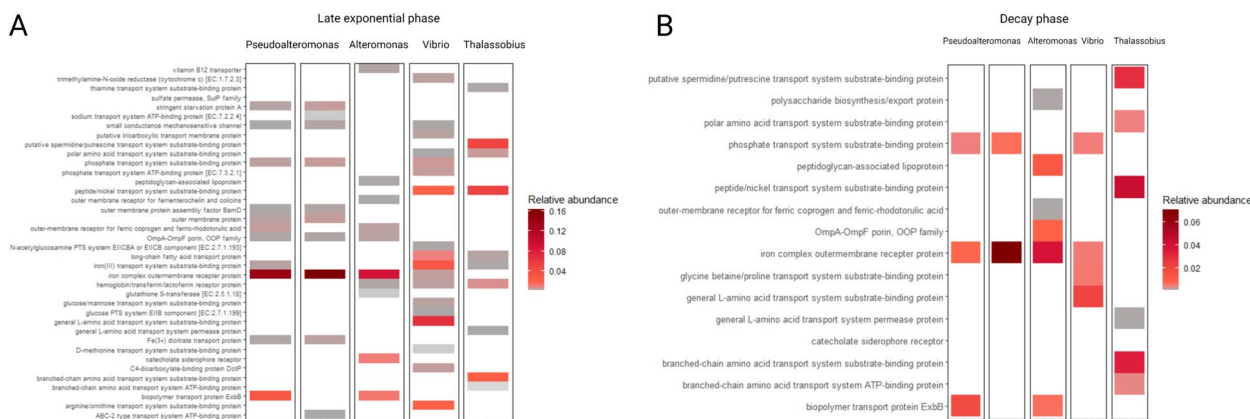 A
Late exponential phase
Pseudoalteromonas Alteromonas Vibrio Thalassobius
vitamin B12 transporter
trimethylamine-N-oxide reductase (cytochrome c) [EC:1.7.2.3]
thiamine transport system substrate-binding protein
sulfate permease, SulP family
stringent starvation protein A
sodium transport system ATP-binding protein [EC:7.2.2.4]
small conductance mechanosensitive channel
putative tricarboxylic transport membrane protein
putative spermidine/putrescine transport system substrate-binding protein
polar amino acid transport system substrate-binding protein
phosphate transport system substrate-binding protein
phosphate transport system ATP-binding protein [EC:7.3.2.1]
peptidoglycan-associated lipoprotein
peptide/nickel transport system substrate-binding protein
outer membrane receptor for ferrienterochelin and colicins
outer membrane protein assembly factor BamD
outer membrane protein
outer-membrane receptor for ferric coprogen and ferric-rhodotorulic acid
OmpA-OmpF porin, OOP family
N-acetylglucosamine PTS system EIICBA or EIICB component [EC:2.7.1.193]
long-chain fatty acid transport protein
iron(III) transport system substrate-binding protein
iron complex outermembrane receptor protein
hemoglobin/transferrin/lactoferrin receptor protein
glutathione S-transferase [EC:2.5.1.18]
glucose/mannose transport system substrate-binding protein
glucose PTS system EIIB component [EC:2.7.1.199]
general L-amino acid transport system substrate-binding protein
general L-amino acid transport system permease protein
Fe(3+) dicitrate transport protein
D-methionine transport system substrate-binding protein
catecholate siderophore receptor
C4-dicarboxylate-binding protein DctP
branched-chain amino acid transport system substrate-binding protein
branched-chain amino acid transport system ATP-binding protein
biopolymer transport protein ExbB
arginine/ornithine transport system substrate-binding protein
ABC-2 type transport system ATP-binding protein
Relative abundance
0.16
0.12
0.08
0.04
B
Decay phase
Pseudoalteromonas Alteromonas Vibrio Thalassobius
putative spermidine/putrescine transport system substrate-binding protein
polysaccharide biosynthesis/export protein
polar amino acid transport system substrate-binding protein
phosphate transport system substrate-binding protein
peptidoglycan-associated lipoprotein
peptide/nickel transport system substrate-binding protein
outer-membrane receptor for ferric coprogen and ferric-rhodotorulic acid
OmpA-OmpF porin, OOP family
iron complex outermembrane receptor protein
glycine betaine/proline transport system substrate-binding protein
general L-amino acid transport system substrate-binding protein
general L-amino acid transport system permease protein
catecholate siderophore receptor
branched-chain amino acid transport system substrate-binding protein
branched-chain amino acid transport system ATP-binding protein
biopolymer transport protein ExbB
Relative abundance
0.06
0.04
0.02